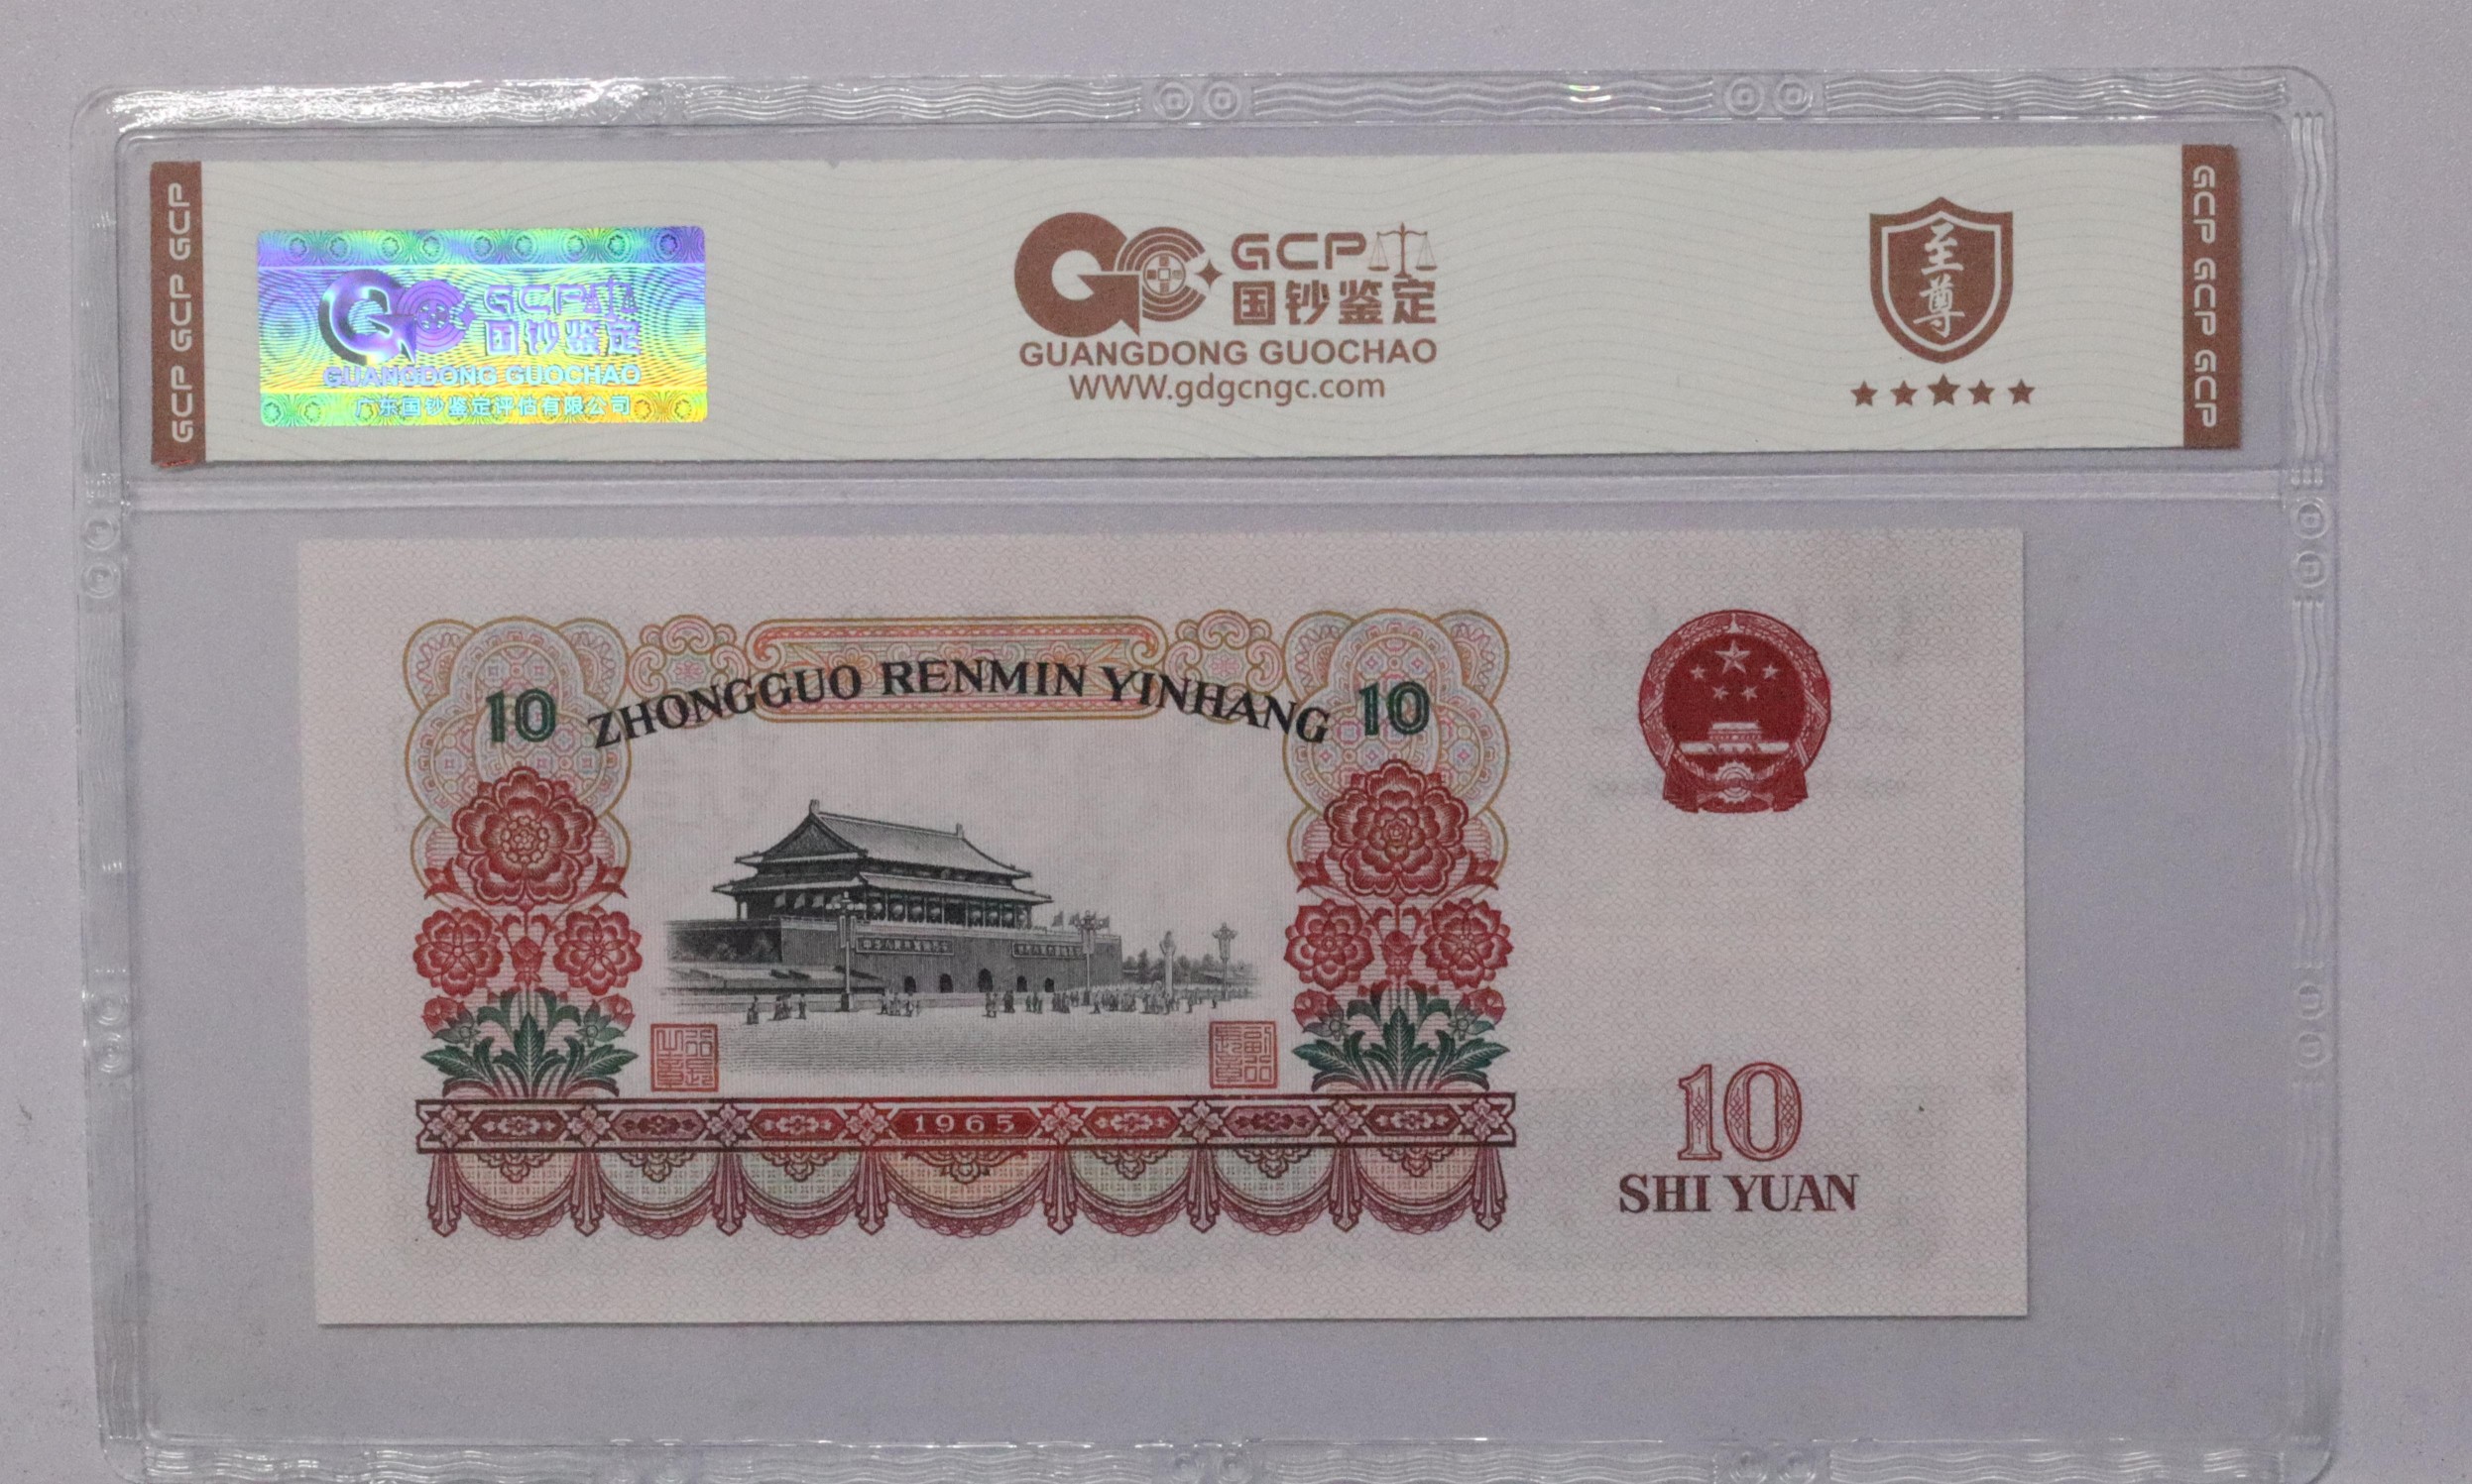 GCP GCP GCP
GCP
国钞鉴定
GUANGDONG GUOCHAO
广东国钞鉴定评估有限公司
GCP
国钞鉴定
GUANGDONG GUOCHAO
WWW.gdgcngc.com
至尊
GCP GCP GCP
10 ZHONGGUO RENMIN YINHANG 10
1965
10
SHI YUAN